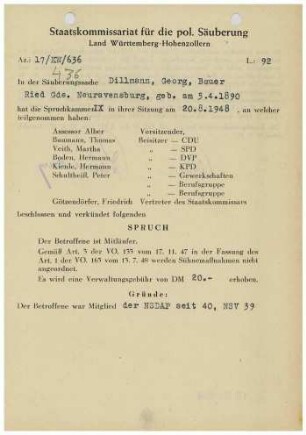 Staatskommissariat für die pol. Säuberung
Land Württemberg-Hohenzollern
Az.: 17/ /636
L.: 92
436
In der Säuberungssache Dillmann, Georg, Bauer
Ried Gde. Neuravensburg, geb. am 5.4.1890
hat die Spruchkammer IX in ihrer Sitzung am 20.8.1948, an welcher
teilgenommen haben:
Assessor Alber Vorsitzender,
Baumann, Thomas Beisitzer — CDU
Veith, Martha „ — SPD
Baden, Hermann „ — DVP
Kiende, Hermann „ — KPD
Schultheiß, Peter „ — Gewerkschaften
„ — Berufsgruppe
„ — Berufsgruppe
Götzendörfer, Friedrich Vertreter des Staatskommissars
beschlossen und verkündet folgenden
SPRUCH
Der Betroffene ist Mitläufer.
Gemäß Art. 3 der VO. 133 vom 17. 11. 47 in der Fassung des
Art. 1 der VO. 165 vom 13. 7. 48 werden Sühnemaßnahmen nicht
angeordnet.
Es wird eine Verwaltungsgebühr von DM 20.- erhoben.
Gründe:
Der Betroffene war Mitglied der NSDAP seit 40, NSV 39